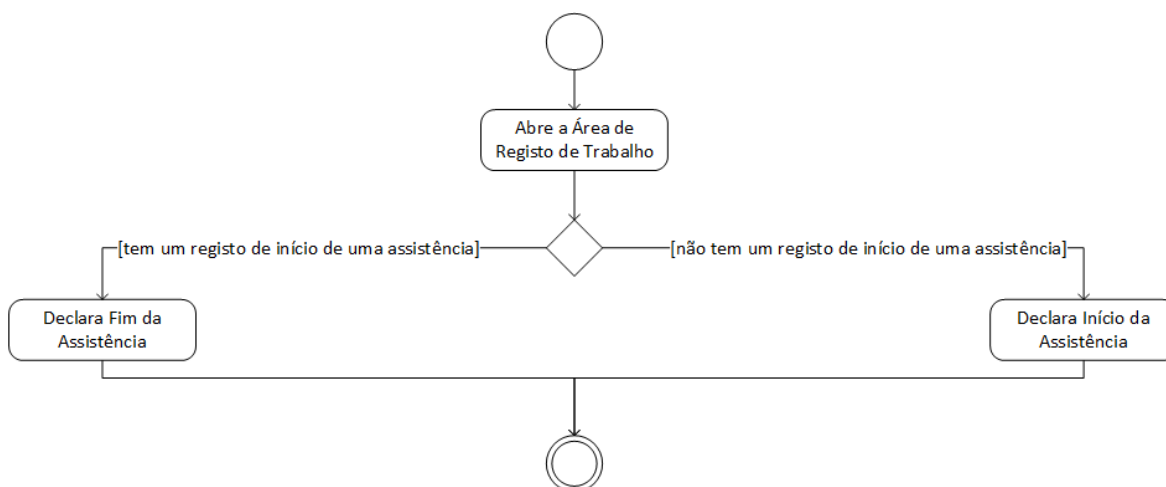 Abre a Área de
Registo de Trabalho
[tem um registo de início de uma assistência]
[não tem um registo de início de uma assistência]
Declara Fim da
Assistência
Declara Início da
Assistência